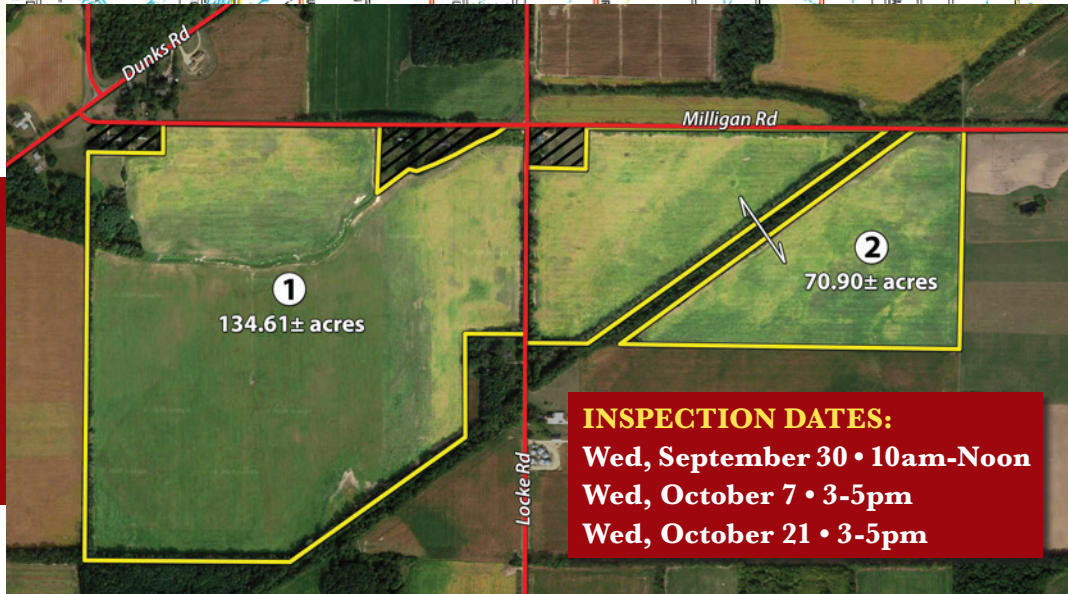 Dunks Rd
Milligan Rd
1
134.61± acres
2
70.90± acres
Locke Rd
INSPECTION DATES:
Wed, September 30 • 10am-Noon
Wed, October 7 • 3-5pm
Wed, October 21 • 3-5pm